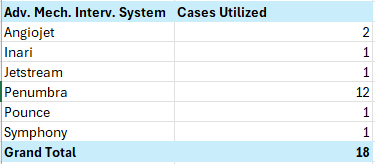 Adv. Mech. Interv. System Cases Utilized
Angiojet 2
Inari 1
Jetstream 1
Penumbra 12
Pounce 1
Symphony 1
Grand Total 18